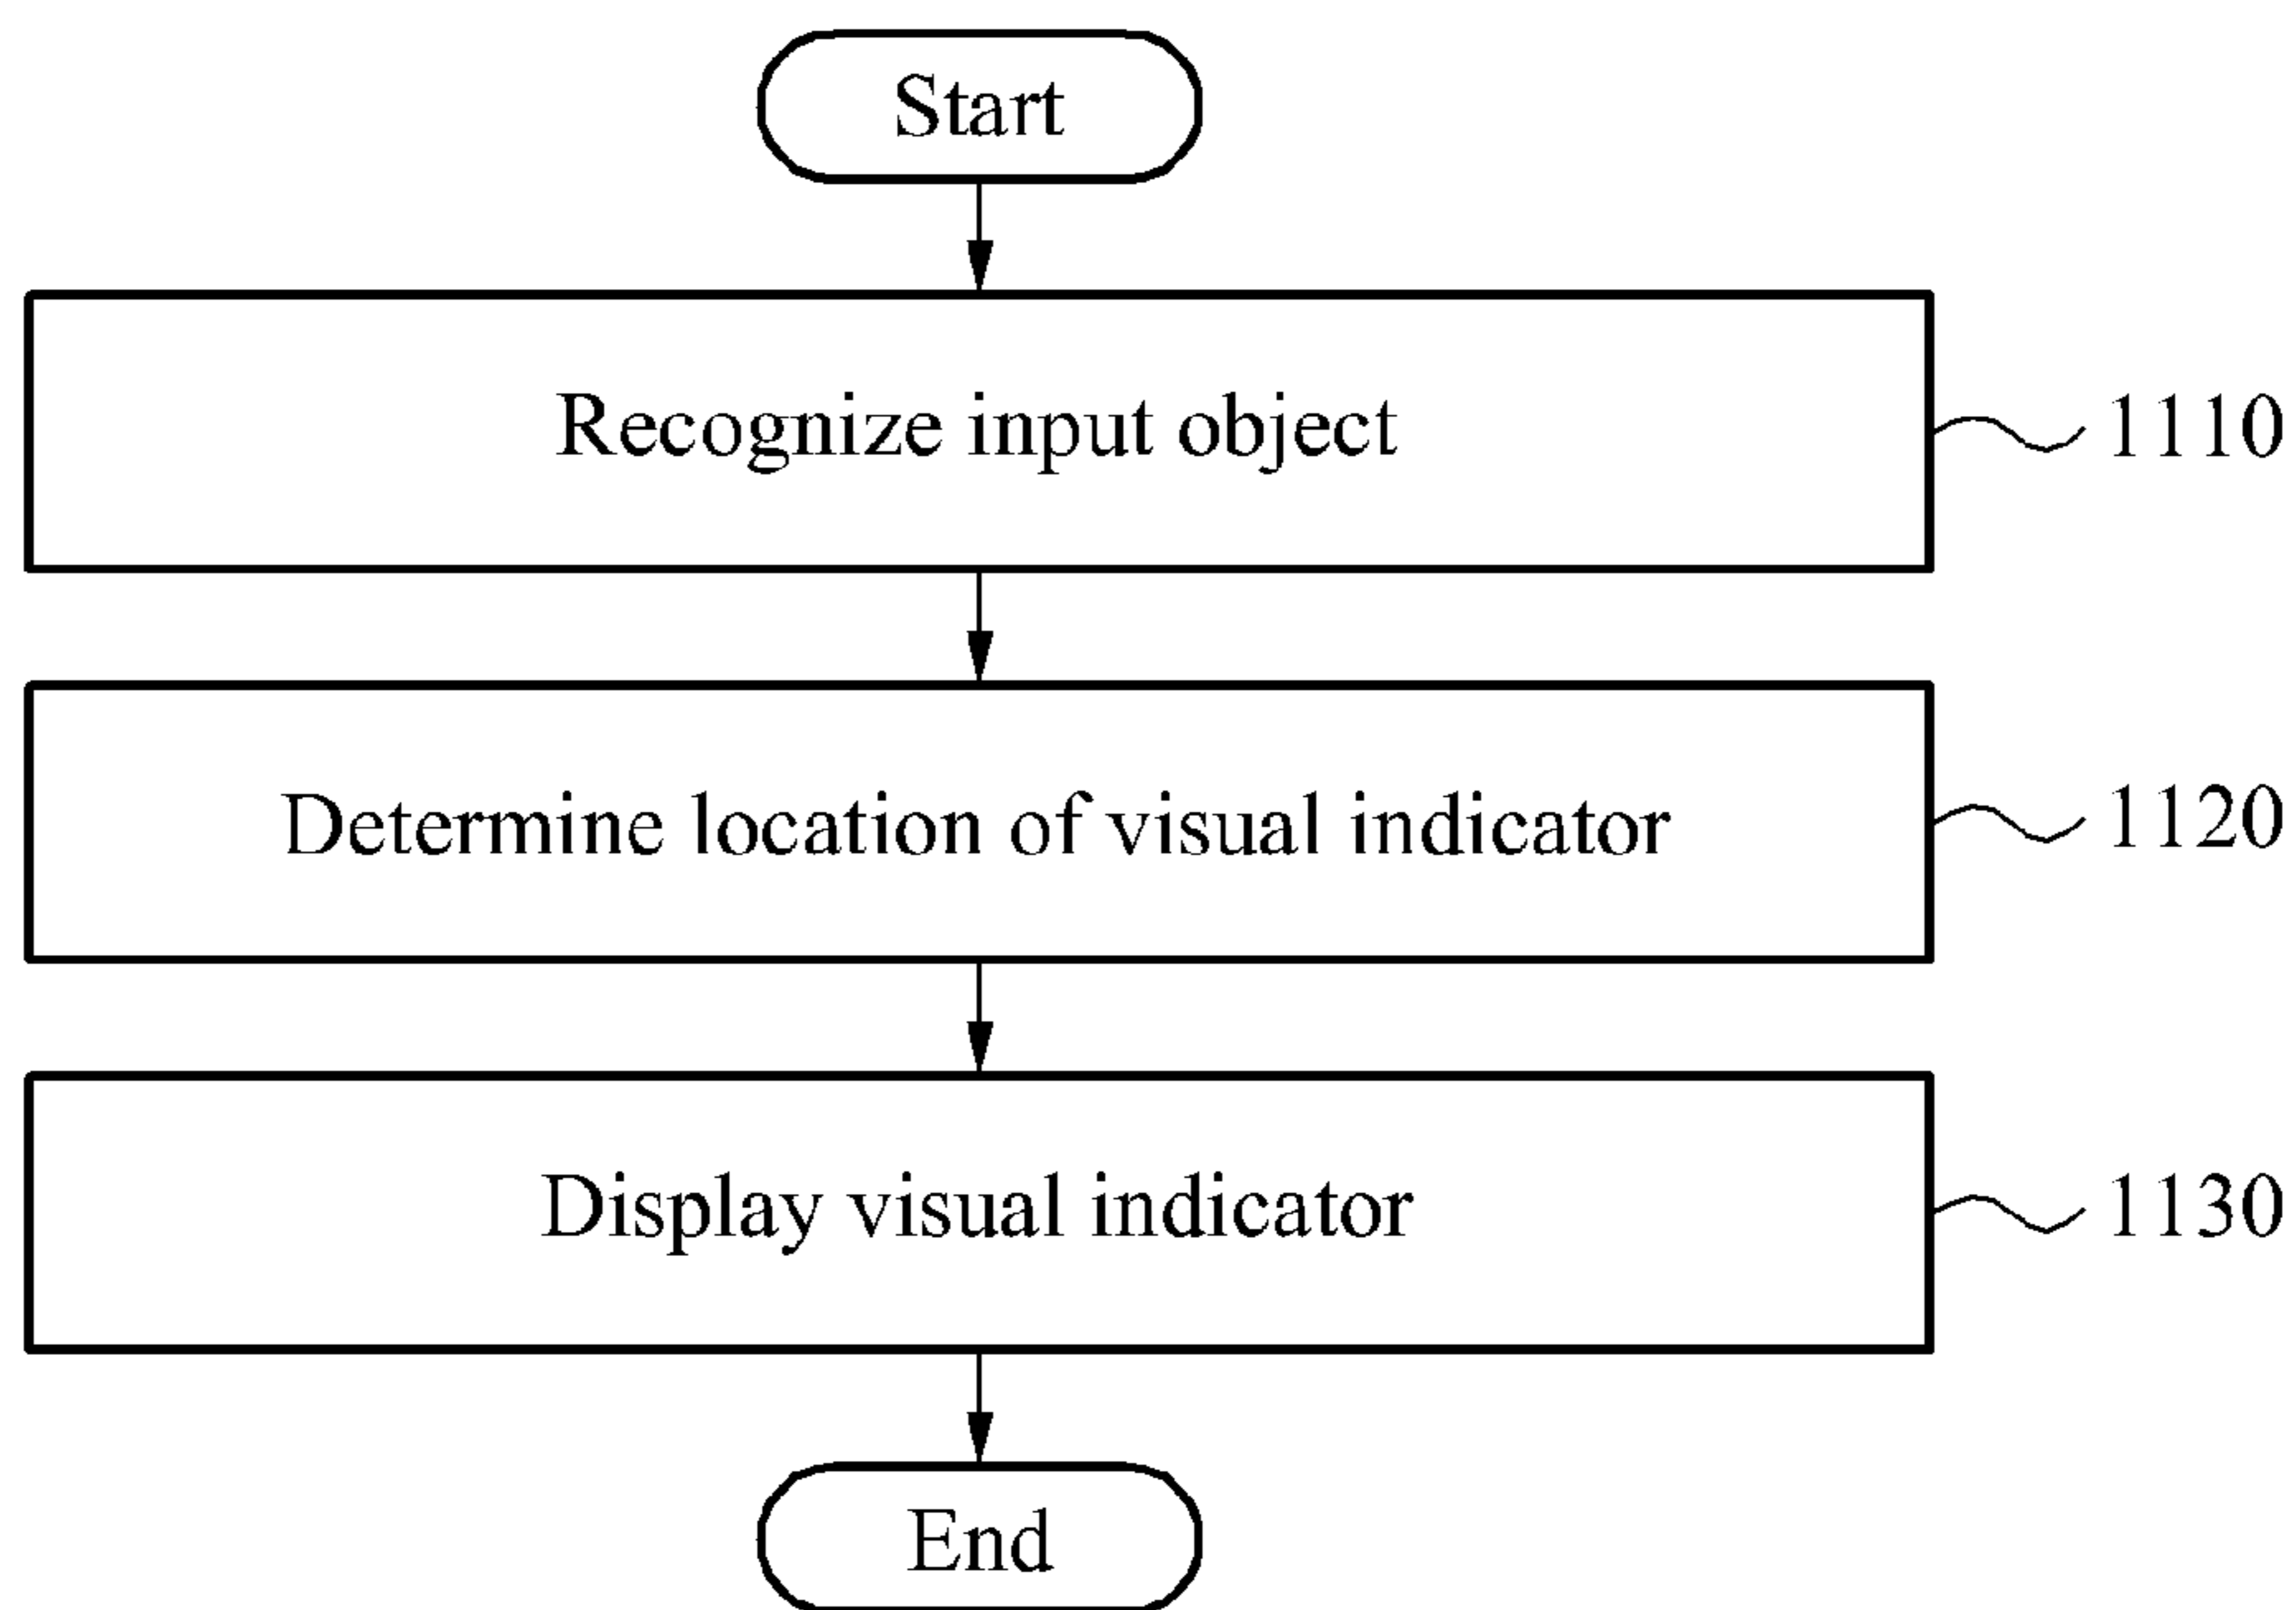 Start
Recognize input object
1110
Determine location of visual indicator
1120
Display visual indicator
1130
End